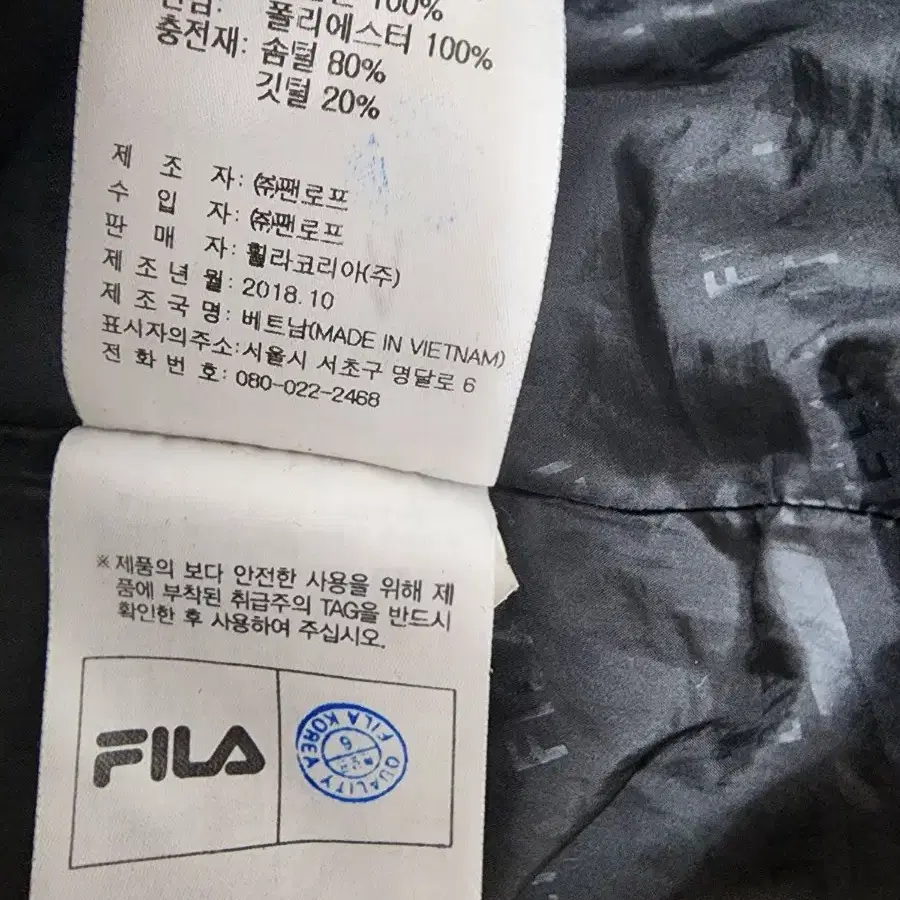 100%
폴리에스터 100%
충전재: 솜털 80%
깃털 20%
제 조 자: ㈜팬로프
수 입 자: ㈜팬로프
판 매 자: 휠라코리아(주)
제 조 년 월: 2018.10
제 조 국 명: 베트남(MADE IN VIETNAM)
표시자의주소:서울시 서초구 명달로 6
전 화 번 호: 080-022-2468
※ 제품의 보다 안전한 사용을 위해 제
품에 부착된 취급주의 TAG을 반드시
확인한 후 사용하여 주십시오.
FILA
FILA KOREA
QUALITY
6